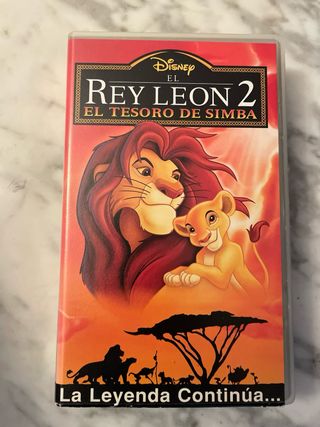 Disney
EL
REY LEON 2
EL TESORO DE SIMBA
La Leyenda Continúa...